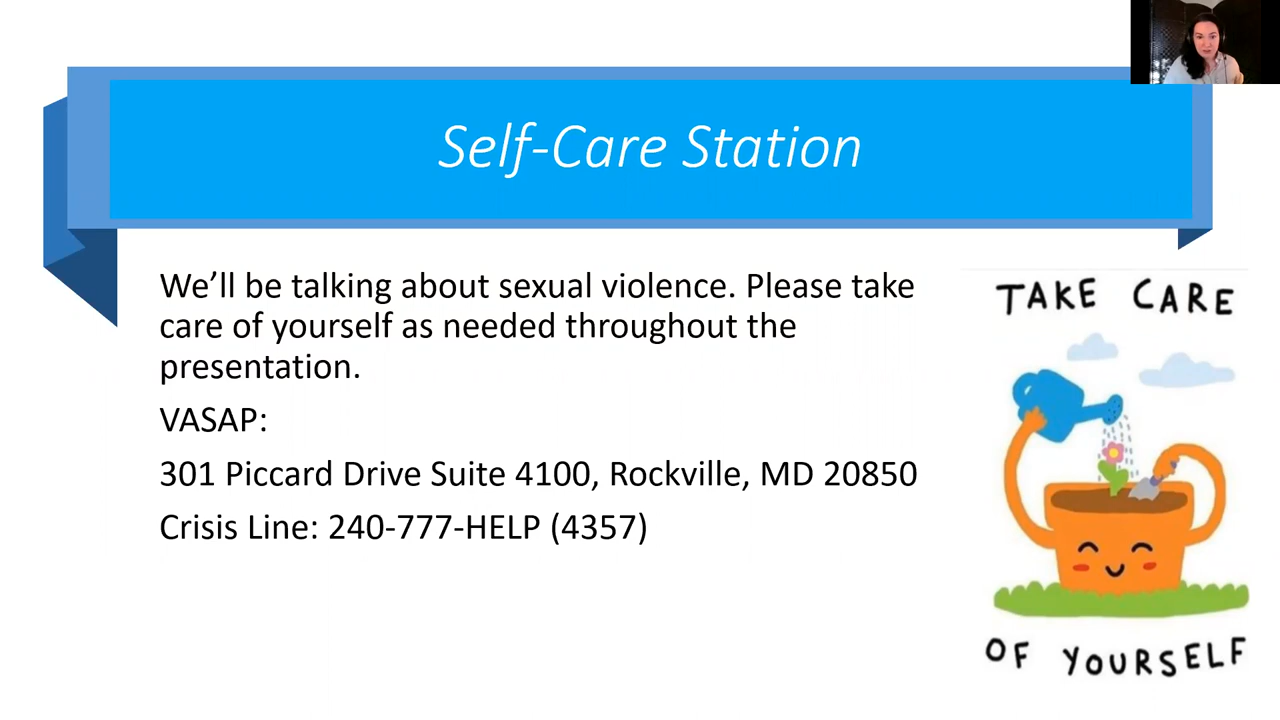 Self-Care Station
We’ll be talking about sexual violence. Please take
care of yourself as needed throughout the
presentation.
VASAP:
301 Piccard Drive Suite 4100, Rockville, MD 20850
Crisis Line: 240-777-HELP (4357)
TAKE CARE
OF YOURSELF